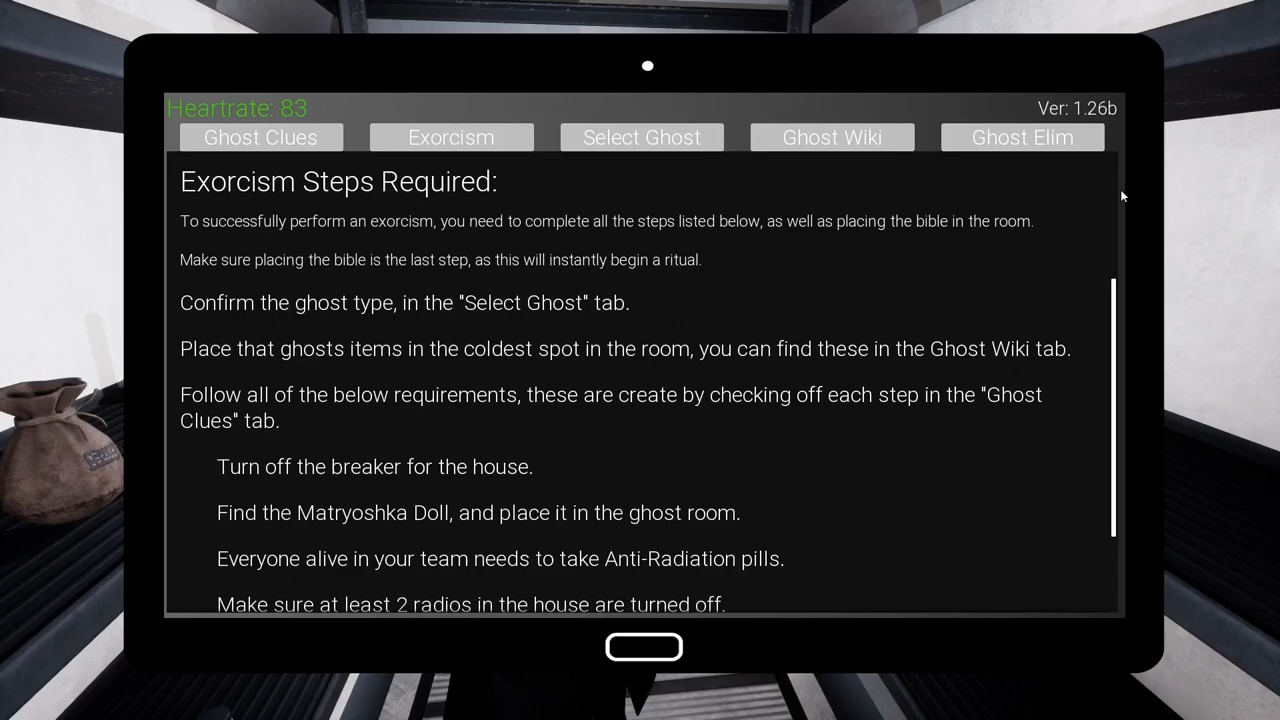 Heartrate: 83
Ver: 1.26b
Ghost Clues
Exorcism
Select Ghost
Ghost Wiki
Ghost Elim
Exorcism Steps Required:
To successfully perform an exorcism, you need to complete all the steps listed below, as well as placing the bible in the room.
Make sure placing the bible is the last step, as this will instantly begin a ritual.
Confirm the ghost type, in the "Select Ghost" tab.
Place that ghosts items in the coldest spot in the room, you can find these in the Ghost Wiki tab.
Follow all of the below requirements, these are create by checking off each step in the "Ghost
Clues" tab.
Turn off the breaker for the house.
Find the Matryoshka Doll, and place it in the ghost room.
Everyone alive in your team needs to take Anti-Radiation pills.
Make sure at least 2 radios in the house are turned off.